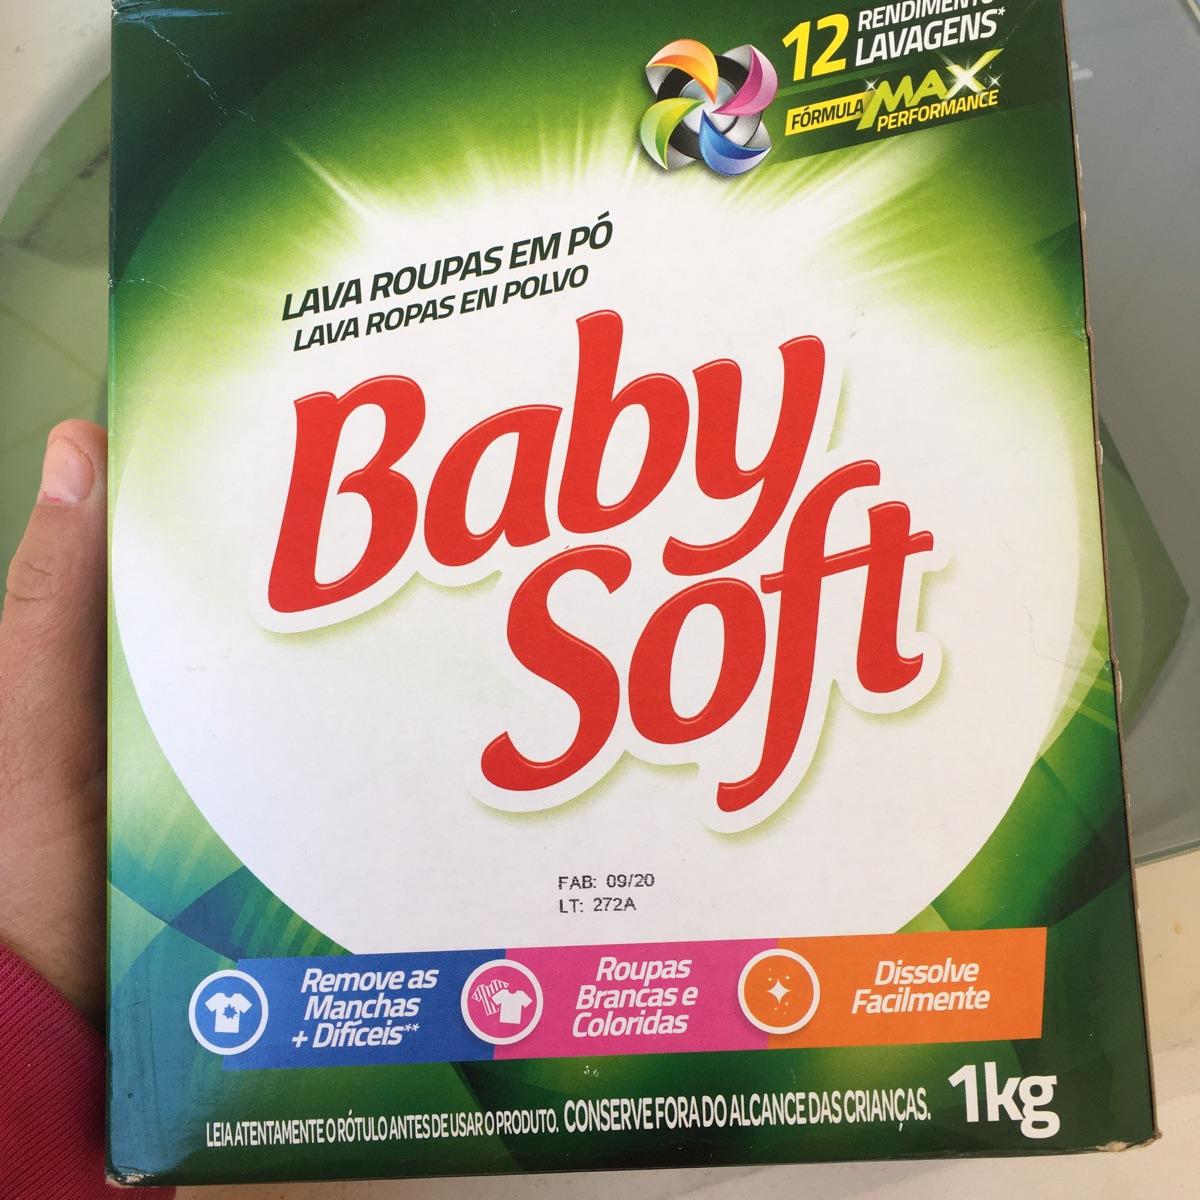 12 RENDIMENTO
LAVAGENS*
FÓRMULA MAX
PERFORMANCE
LAVA ROUPAS EM PÓ
LAVA ROPAS EN POLVO
Baby
Soft
FAB: 09/20
LT: 272A
Remove as
Manchas
+ Difíceis**
Roupas
Brancas e
Coloridas
Dissolve
Facilmente
LEIA ATENTAMENTE O RÓTULO ANTES DE USAR O PRODUTO. CONSERVE FORA DO ALCANCE DAS CRIANÇAS. 1kg